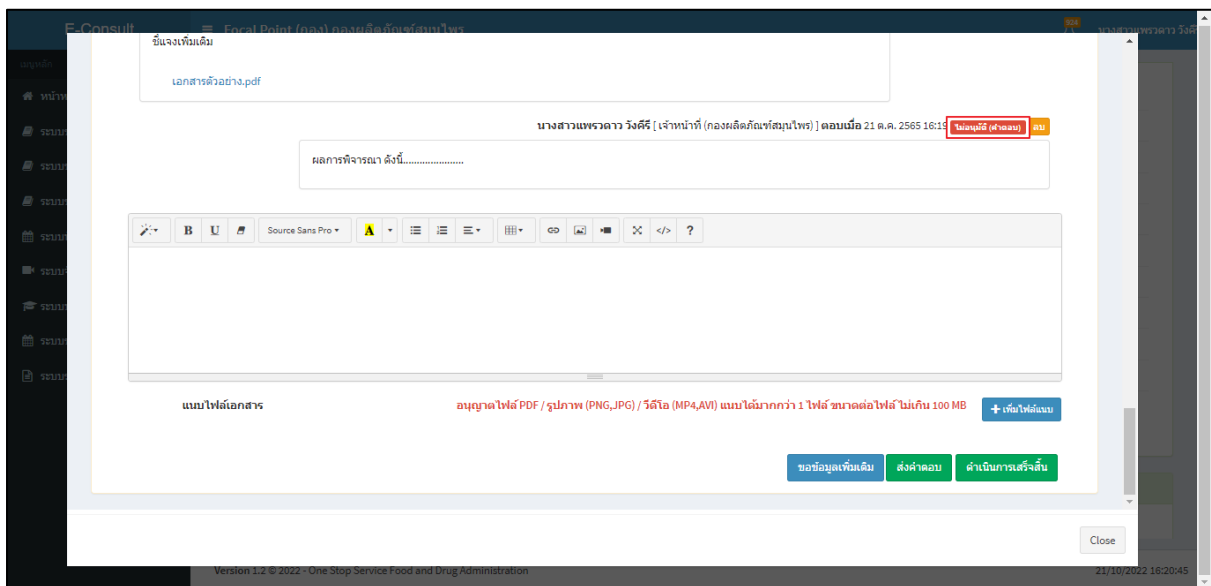 E-Consult
Focal Point (กอง) กองผลิตภัณฑ์สมุนไพร
924
นางสาวแพรวดาว วังคีรี
ชี้แจงเพิ่มเติม
เมนูหลัก
เอกสารตัวอย่าง.pdf
นางสาวแพรวดาว วังคีรี [ เจ้าหน้าที่ (กองผลิตภัณฑ์สมุนไพร) ] ตอบเมื่อ 21 ต.ค. 2565 16:19 ไม่อนุมัติ (คำตอบ) ลบ
ผลการพิจารณา ดังนี้......................
B U Source Sans Pro A </> ?
แนบไฟล์เอกสาร
อนุญาตไฟล์ PDF / รูปภาพ (PNG,JPG) / วีดีโอ (MP4,AVI) แนบได้มากกว่า 1 ไฟล์ ขนาดต่อไฟล์ ไม่เกิน 100 MB
เพิ่มไฟล์แนบ
ขอข้อมูลเพิ่มเติม
ส่งคำตอบ
ดำเนินการเสร็จสิ้น
Close
Version 1.2 © 2022 - One Stop Service Food and Drug Administration
21/10/2022 16:20:45